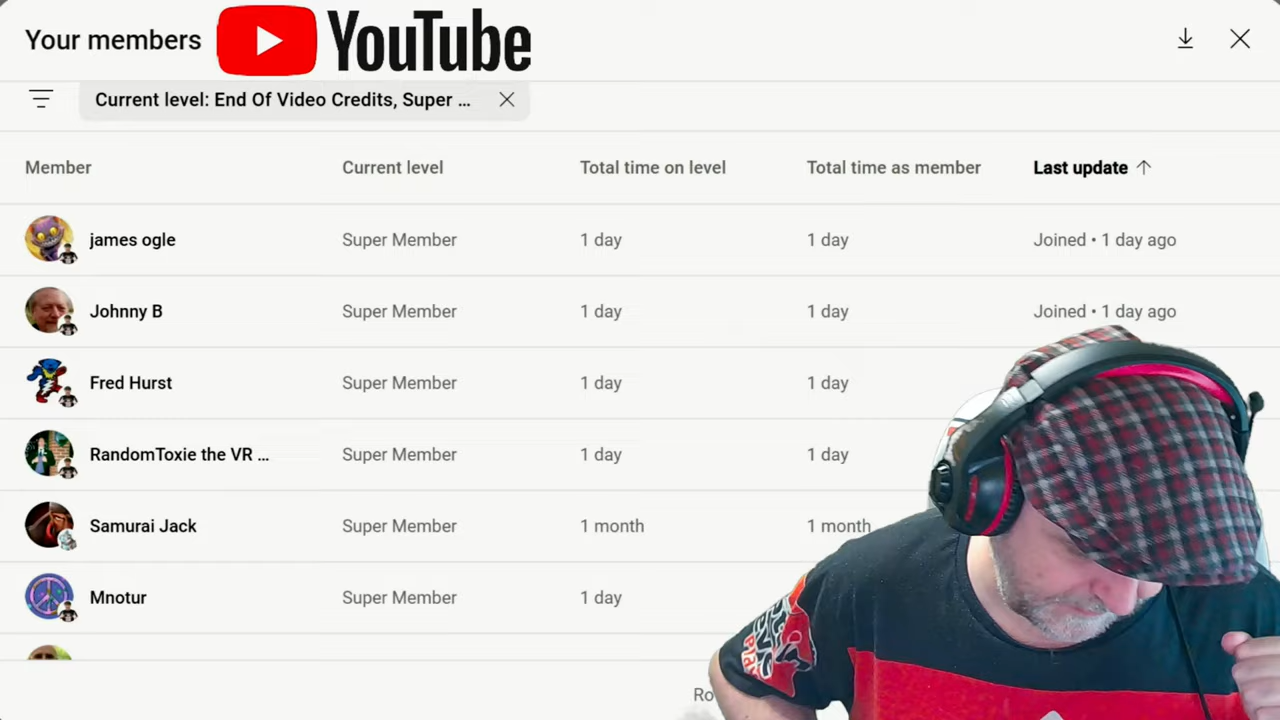 Your members YouTube
Current level: End Of Video Credits, Super ...
Member Current level Total time on level Total time as member Last update
james ogle Super Member 1 day 1 day Joined • 1 day ago
Johnny B Super Member 1 day 1 day Joined • 1 day ago
Fred Hurst Super Member 1 day 1 day
RandomToxie the VR ... Super Member 1 day 1 day
Samurai Jack Super Member 1 month 1 month
Mnotur Super Member 1 day
Ro